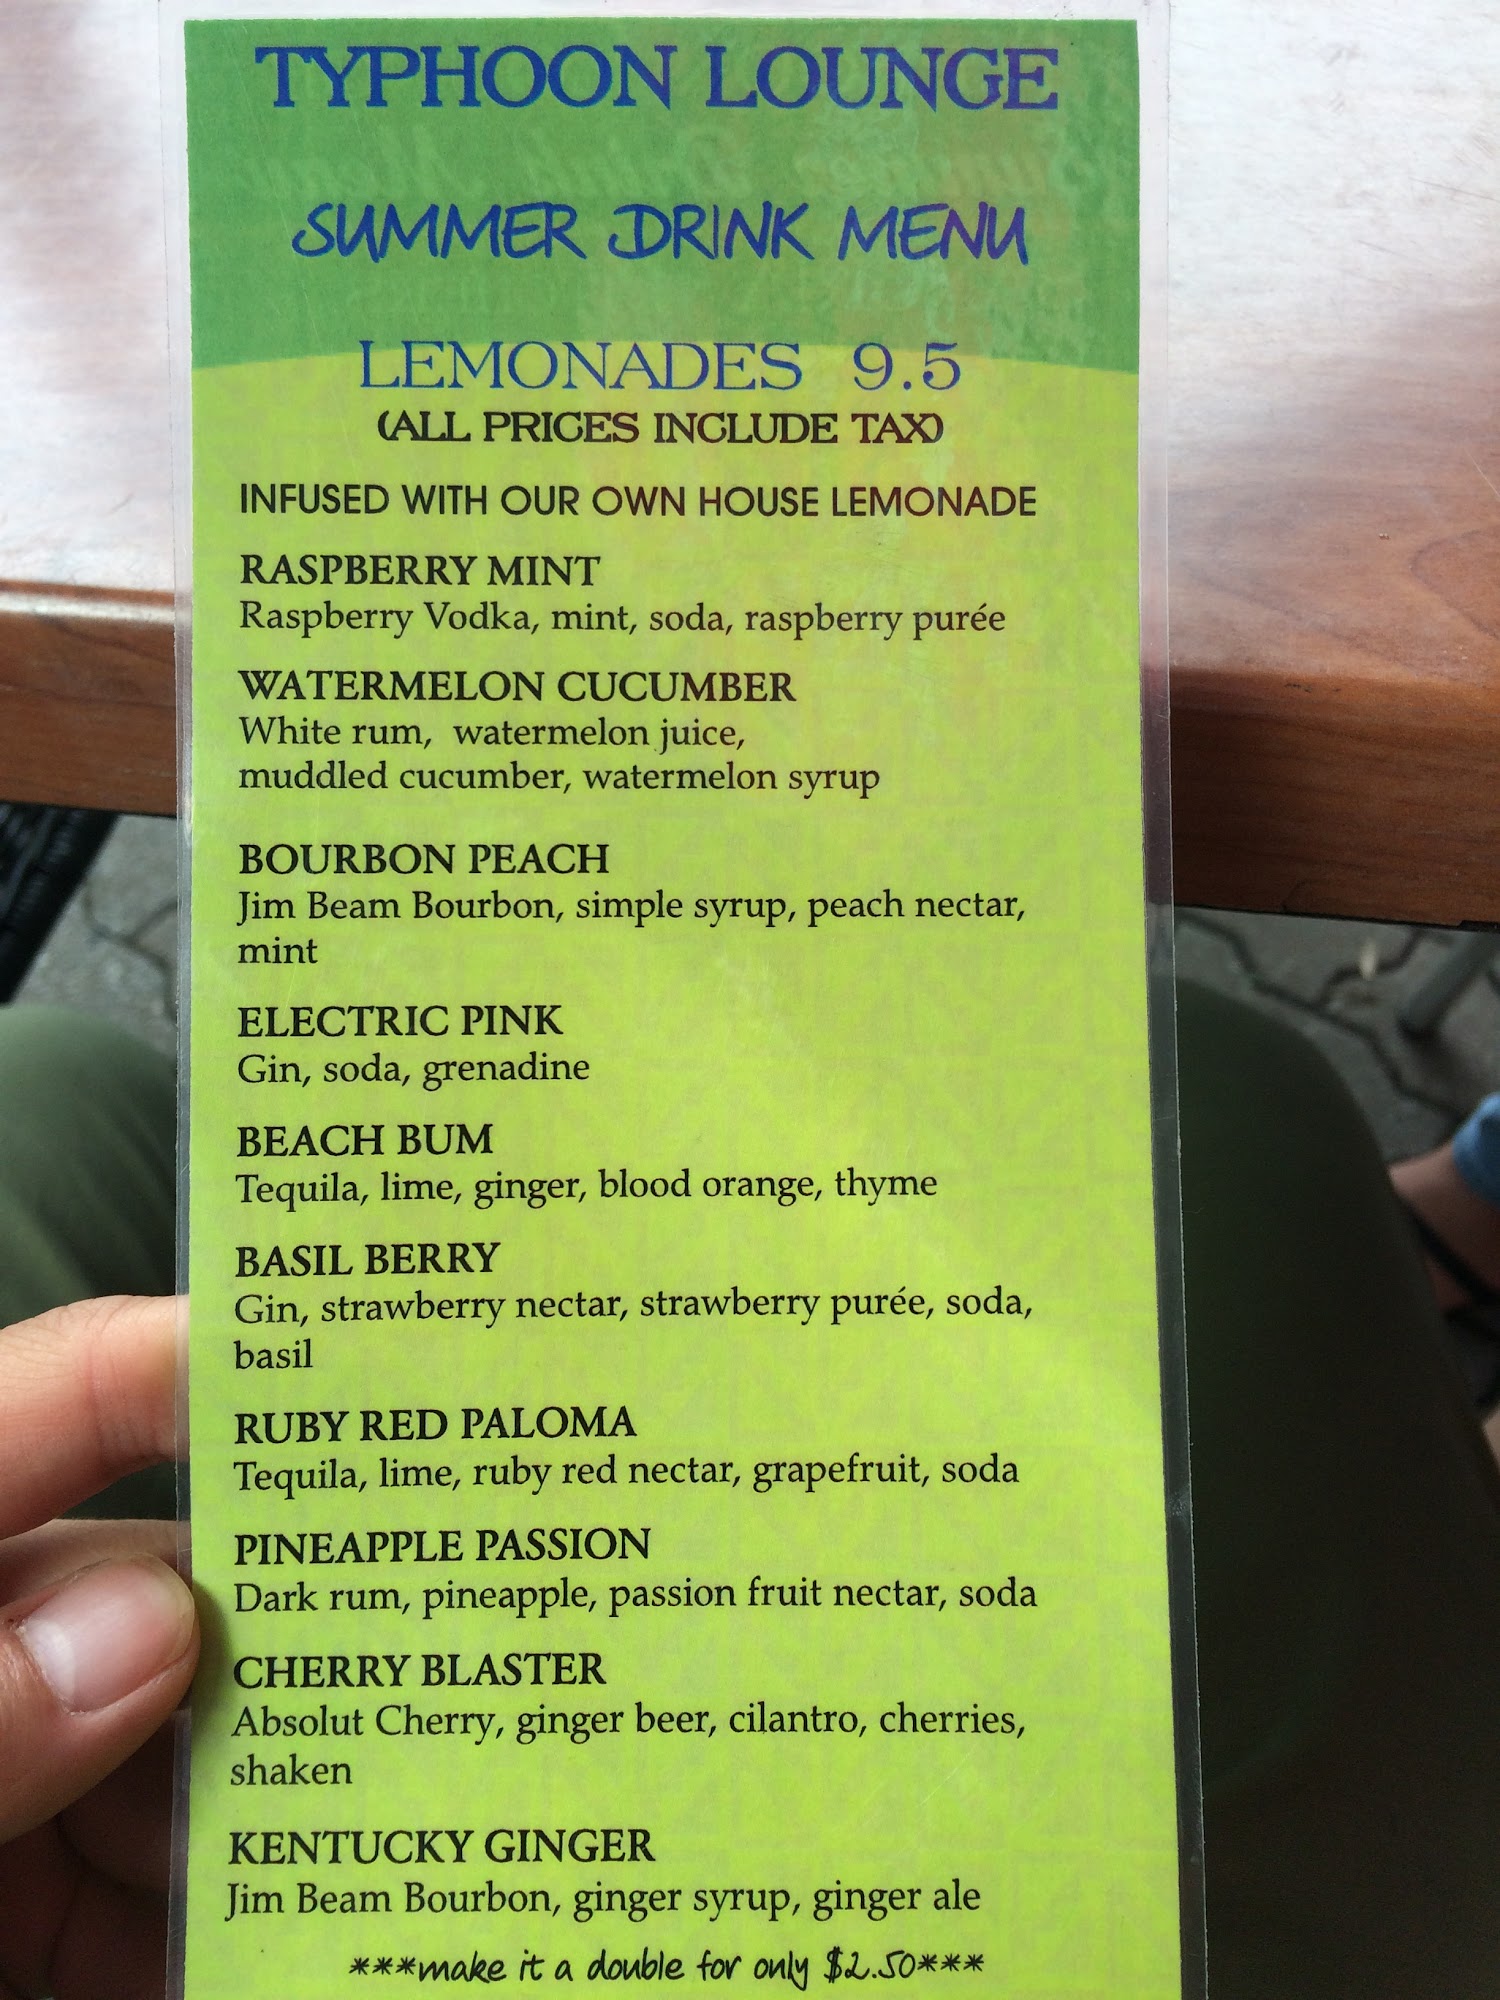 TYPHOON LOUNGE
SUMMER DRINK MENU
LEMONADES 9.5
(ALL PRICES INCLUDE TAX)
INFUSED WITH OUR OWN HOUSE LEMONADE
RASPBERRY MINT
Raspberry Vodka, mint, soda, raspberry purée
WATERMELON CUCUMBER
White rum, watermelon juice,
muddled cucumber, watermelon syrup
BOURBON PEACH
Jim Beam Bourbon, simple syrup, peach nectar,
mint
ELECTRIC PINK
Gin, soda, grenadine
BEACH BUM
Tequila, lime, ginger, blood orange, thyme
BASIL BERRY
Gin, strawberry nectar, strawberry purée, soda,
basil
RUBY RED PALOMA
Tequila, lime, ruby red nectar, grapefruit, soda
PINEAPPLE PASSION
Dark rum, pineapple, passion fruit nectar, soda
CHERRY BLASTER
Absolut Cherry, ginger beer, cilantro, cherries,
shaken
KENTUCKY GINGER
Jim Beam Bourbon, ginger syrup, ginger ale
***make it a double for only $2.50***